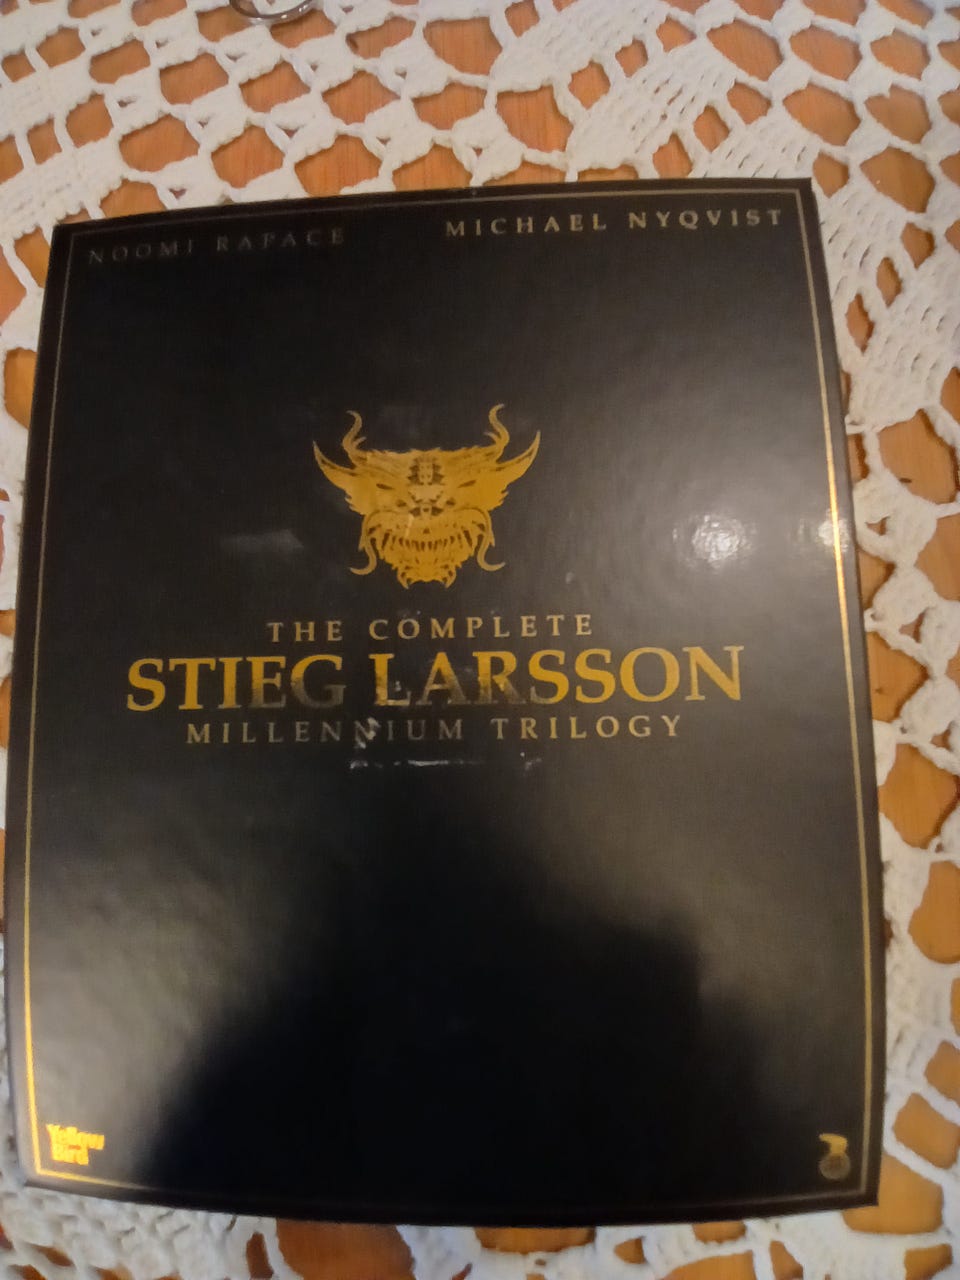 NOOMI RAPACE MICHAEL NYQVIST
THE COMPLETE
STIEG LARSSON
MILLENNIUM TRILOGY
Yellow
Bird